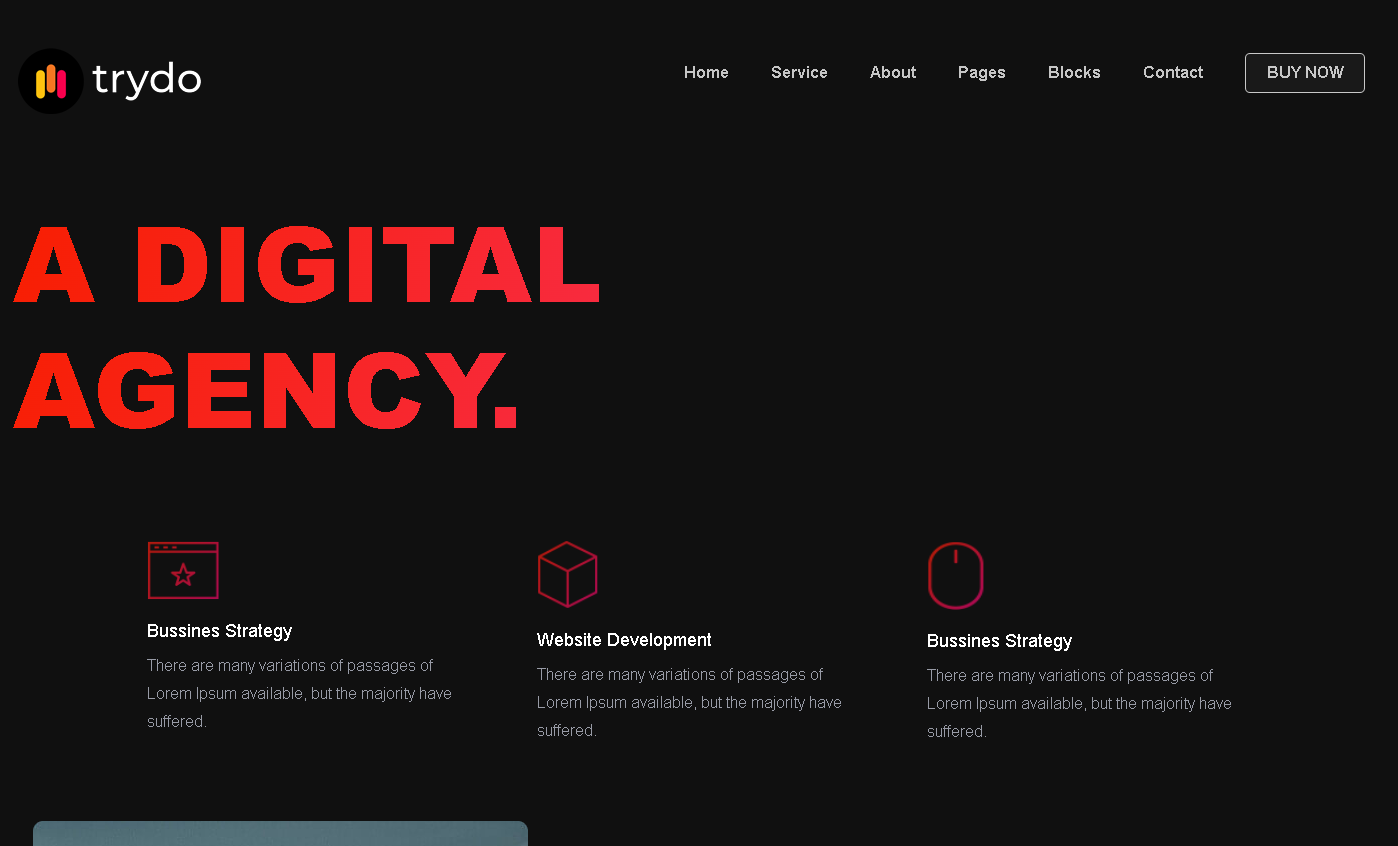 trydo
Home Service About Pages Blocks Contact BUY NOW
A DIGITAL
AGENCY.
Bussines Strategy
There are many variations of passages of
Lorem Ipsum available, but the majority have
suffered.
Website Development
There are many variations of passages of
Lorem Ipsum available, but the majority have
suffered.
Bussines Strategy
There are many variations of passages of
Lorem Ipsum available, but the majority have
suffered.